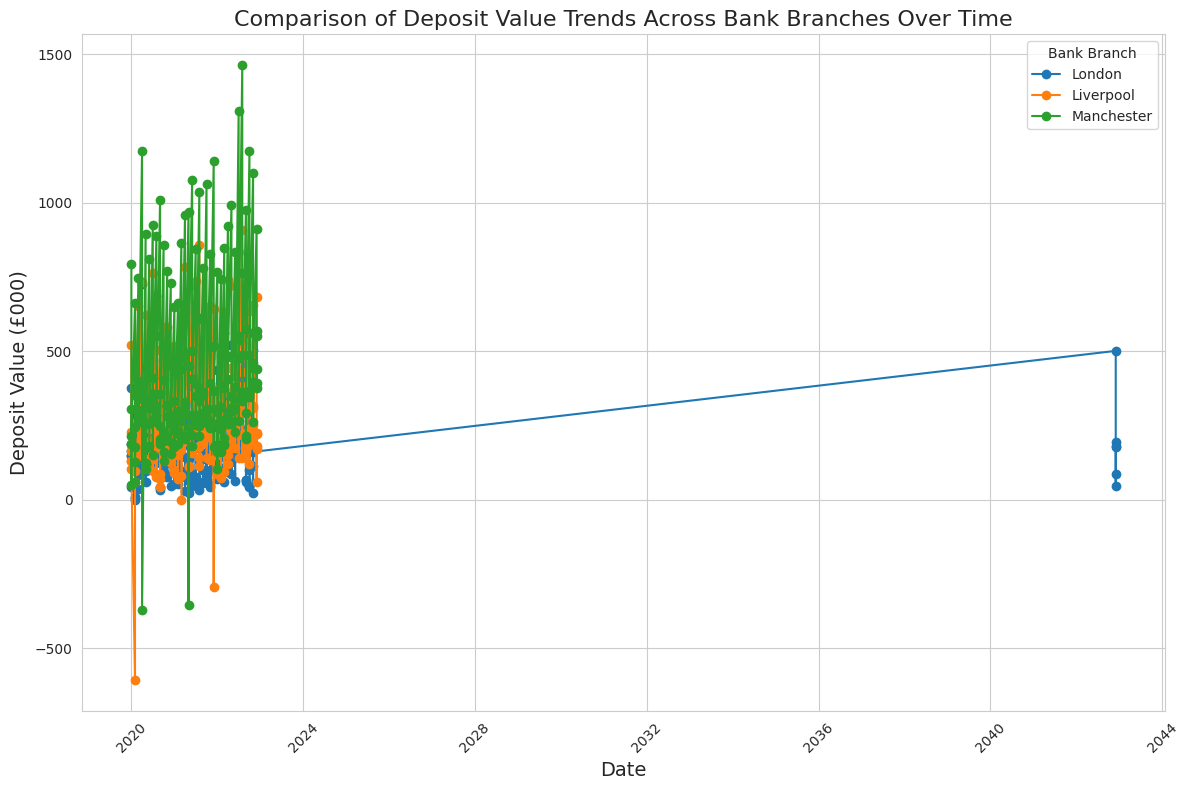 Comparison of Deposit Value Trends Across Bank Branches Over Time
Bank Branch
London
Liverpool
Manchester
Deposit Value (£000)
1500
1000
500
0
−500
2020
2024
2028
2032
2036
2040
2044
Date